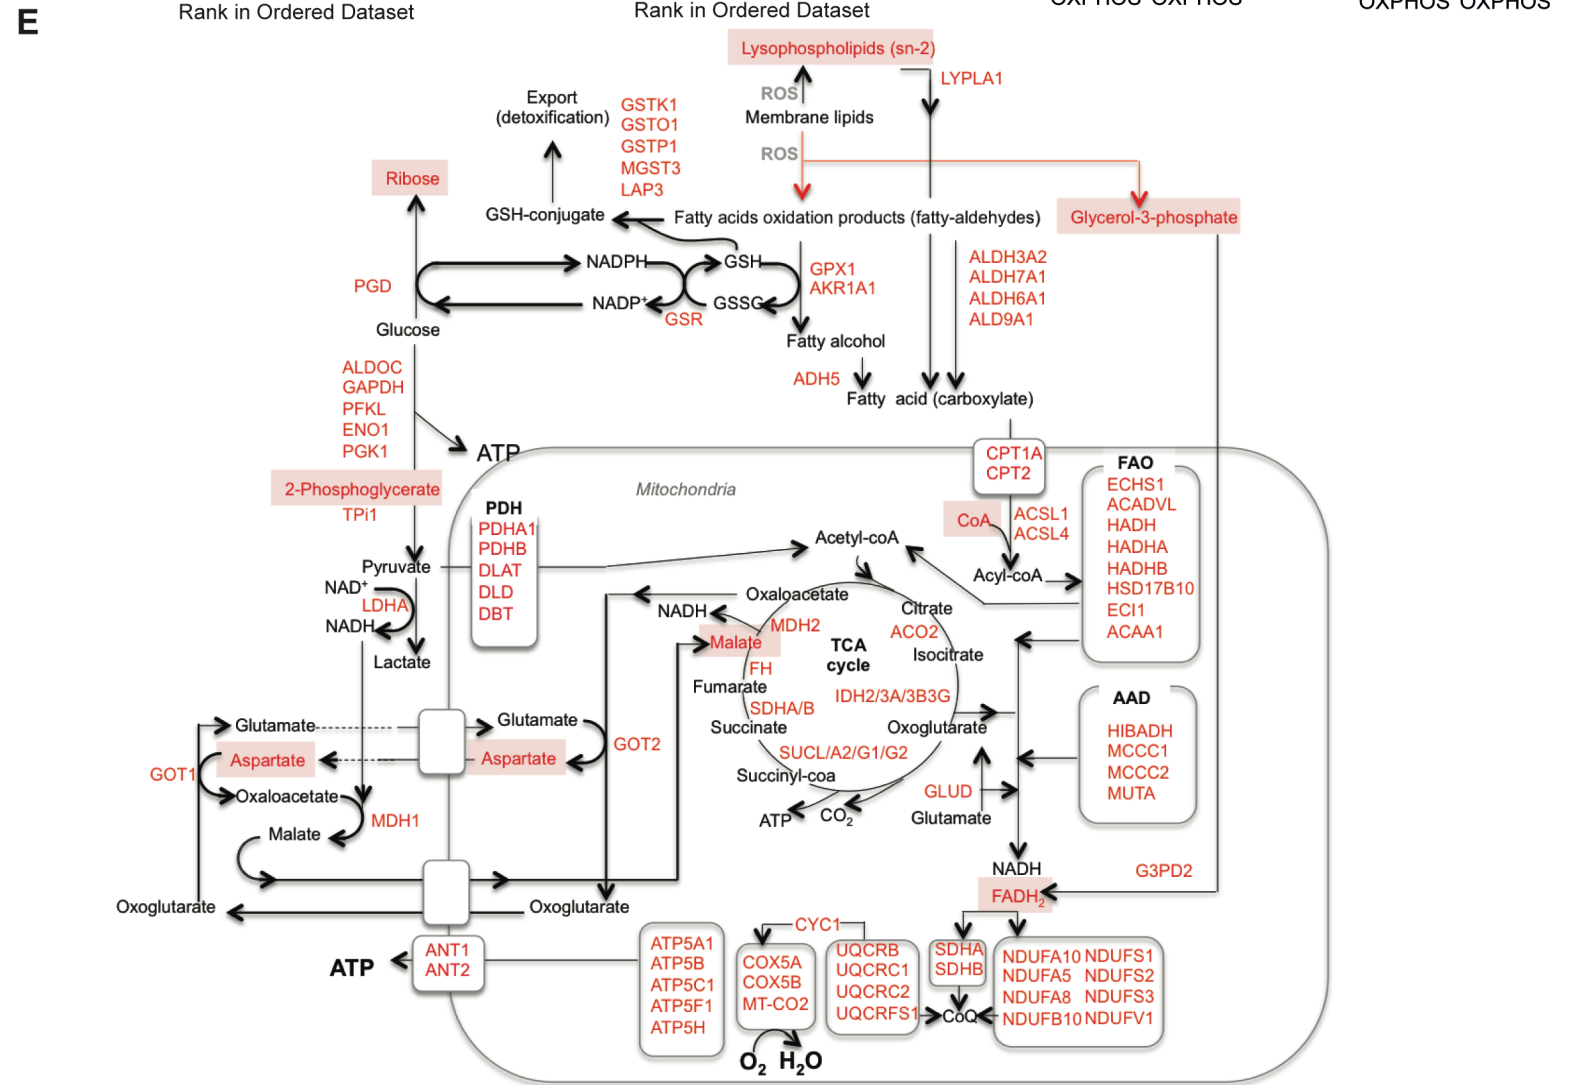 Rank in Ordered Dataset
Rank in Ordered Dataset
OXPHOS OXPHOS
OXPHOS OXPHOS
E
Lysophospholipids (sn-2)
LYPLA1
ROS
Membrane lipids
ROS
Export
(detoxification)
GSTK1
GSTO1
GSTP1
MGST3
LAP3
Ribose
GSH-conjugate
Fatty acids oxidation products (fatty-aldehydes)
Glycerol-3-phosphate
NADPH
GSH
PGD
NADP+
GSSG
GSR
GPX1
AKR1A1
ALDH3A2
ALDH7A1
ALDH6A1
ALD9A1
Glucose
Fatty alcohol
ADH5
Fatty acid (carboxylate)
ALDOC
GAPDH
PFKL
ENO1
PGK1
ATP
2-Phosphoglycerate
TPi1
Mitochondria
CPT1A
CPT2
CoA
ACSL1
ACSL4
Acyl-coA
FAO
ECHS1
ACADVL
HADH
HADHA
HADHB
HSD17B10
ECI1
ACAA1
PDH
PDHA1
PDHB
DLAT
DLD
DBT
Acetyl-coA
Pyruvate
NAD+
LDHA
NADH
Lactate
Oxaloacetate
NADH
MDH2
Malate
Citrate
ACO2
TCA
cycle
Isocitrate
FH
Fumarate
IDH2/3A/3B3G
SDHA/B
Succinate
Oxoglutarate
SUCL/A2/G1/G2
Succinyl-coa
ATP
CO2
GLUD
Glutamate
AAD
HIBADH
MCCC1
MCCC2
MUTA
Glutamate
Glutamate
Aspartate
Aspartate
GOT1
GOT2
Oxaloacetate
MDH1
Malate
Oxoglutarate
Oxoglutarate
NADH
FADH2
G3PD2
ATP
ANT1
ANT2
ATP5A1
ATP5B
ATP5C1
ATP5F1
ATP5H
CYC1
COX5A
COX5B
MT-CO2
O2 H2O
UQCRB
UQCRC1
UQCRC2
UQCRFS1
SDHA
SDHB
CoQ
NDUFA10 NDUFS1
NDUFA5 NDUFS2
NDUFA8 NDUFS3
NDUFB10 NDUFV1